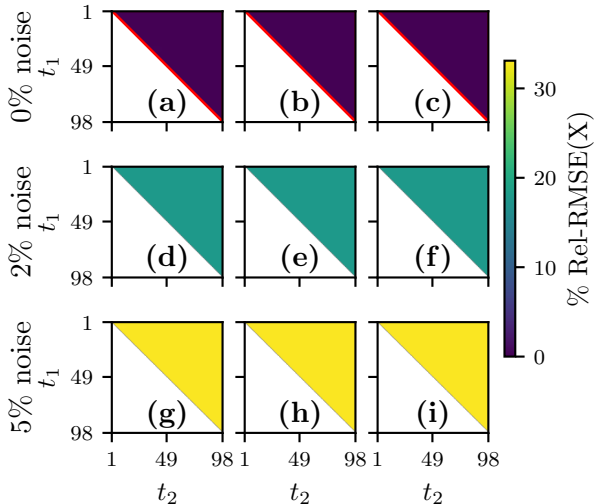 0% noise
t₁
1
49
98
(a)
(b)
(c)
2% noise
t₁
1
49
98
(d)
(e)
(f)
5% noise
t₁
1
49
98
(g)
(h)
(i)
1 49 98
1 49 98
1 49 98
t₂
t₂
t₂
30
20
10
0
% Rel-RMSE(X)